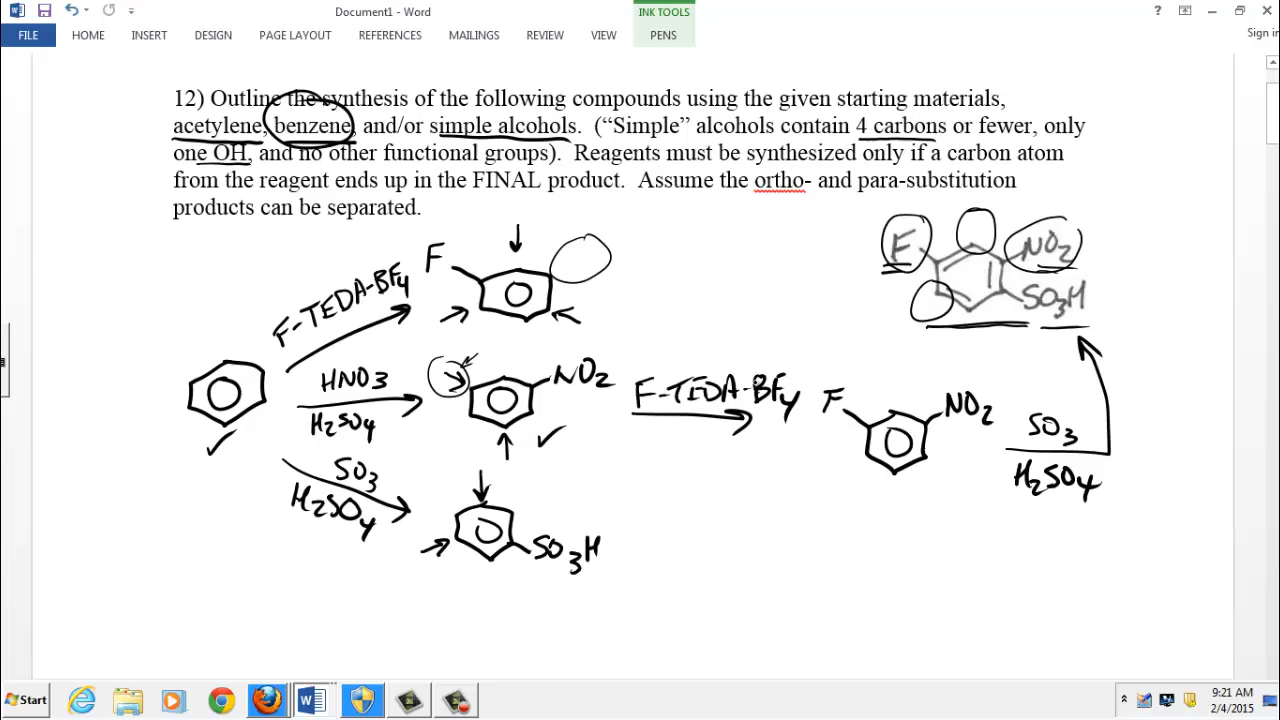 Document1 - Word
INK TOOLS
?
FILE
HOME
INSERT
DESIGN
PAGE LAYOUT
REFERENCES
MAILINGS
REVIEW
VIEW
PENS
Sign in
12) Outline the synthesis of the following compounds using the given starting materials,
acetylene, benzene, and/or simple alcohols. (“Simple” alcohols contain 4 carbons or fewer, only
one OH, and no other functional groups). Reagents must be synthesized only if a carbon atom
from the reagent ends up in the FINAL product. Assume the ortho- and para-substitution
products can be separated.
F
NO2
SO3H
F-TEDA-BF4
F
HNO3
H2SO4
NO2
F-TEDA-BF4
F
NO2
SO3
H2SO4
SO3
H2SO4
SO3H
Start
9:21 AM
2/4/2015